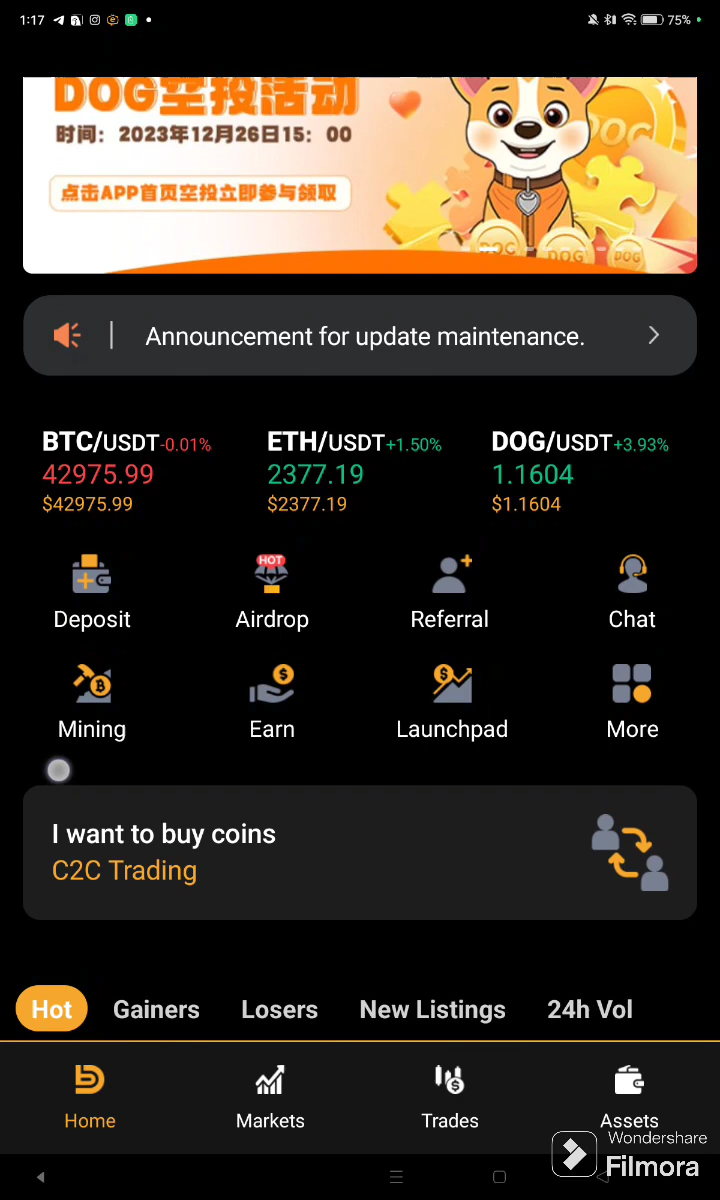 1:17
75%
DOG空投活动
时间：2023年12月26日15：00
点击APP首页空投立即参与领取
DOG
DOG
DOG
DOG
Announcement for update maintenance.
BTC/USDT-0.01%
ETH/USDT+1.50%
DOG/USDT+3.93%
42975.99
2377.19
1.1604
$42975.99
$2377.19
$1.1604
HOT
Deposit
Airdrop
Referral
Chat
Mining
Earn
Launchpad
More
I want to buy coins
C2C Trading
Hot
Gainers
Losers
New Listings
24h Vol
Home
Markets
Trades
Assets
Wondershare
Filmora